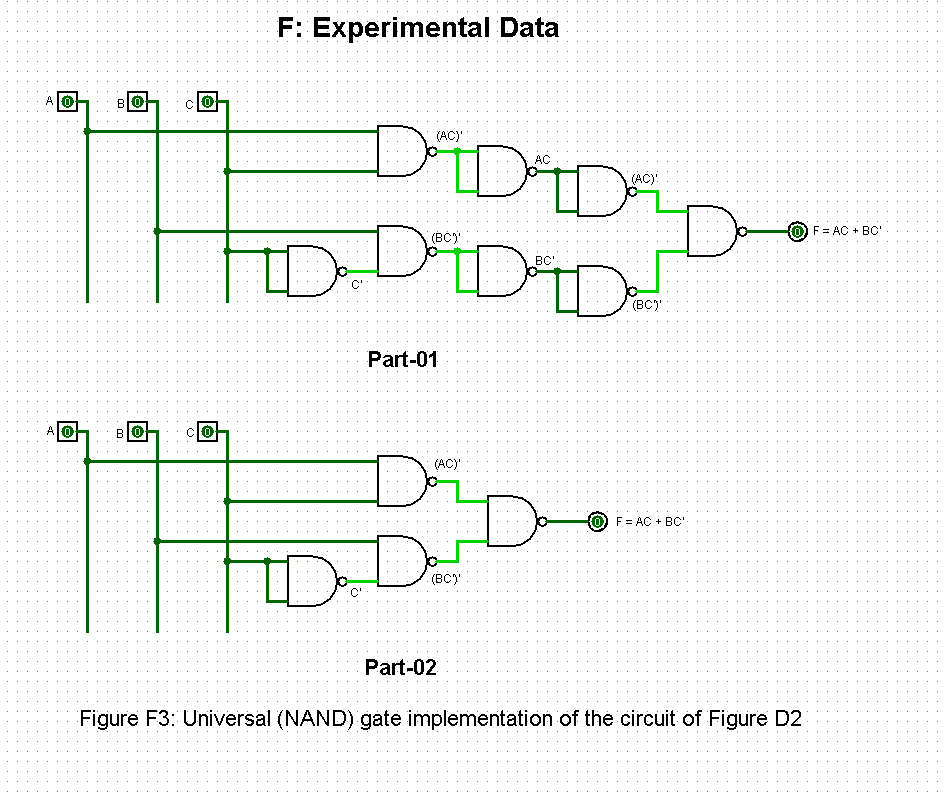 F: Experimental Data
A 0 B 0 C 0
(AC)'
AC
(AC)'
0 F = AC + BC'
(BC')'
BC'
C'
(BC')'
Part-01
A 0 B 0 C 0
(AC)'
0 F = AC + BC'
(BC')'
C'
Part-02
Figure F3: Universal (NAND) gate implementation of the circuit of Figure D2